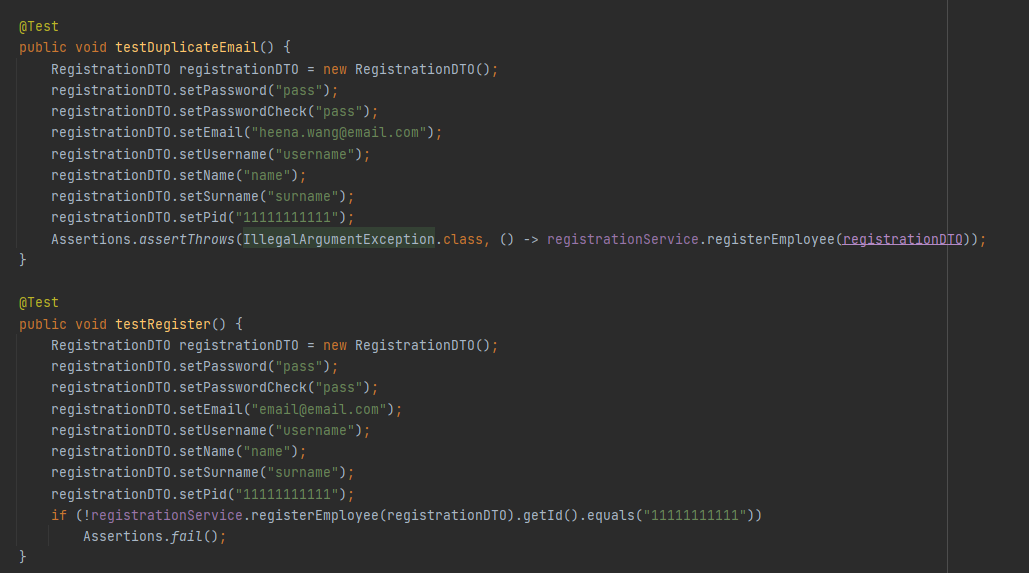 @Test
public void testDuplicateEmail() {
    RegistrationDTO registrationDTO = new RegistrationDTO();
    registrationDTO.setPassword("pass");
    registrationDTO.setPasswordCheck("pass");
    registrationDTO.setEmail("heena.wang@email.com");
    registrationDTO.setUsername("username");
    registrationDTO.setName("name");
    registrationDTO.setSurname("surname");
    registrationDTO.setPid("11111111111");
    Assertions.assertThrows(IllegalArgumentException.class, () -> registrationService.registerEmployee(registrationDTO));
}
@Test
public void testRegister() {
    RegistrationDTO registrationDTO = new RegistrationDTO();
    registrationDTO.setPassword("pass");
    registrationDTO.setPasswordCheck("pass");
    registrationDTO.setEmail("email@email.com");
    registrationDTO.setUsername("username");
    registrationDTO.setName("name");
    registrationDTO.setSurname("surname");
    registrationDTO.setPid("11111111111");
    if (!registrationService.registerEmployee(registrationDTO).getId().equals("11111111111"))
        Assertions.fail();
}